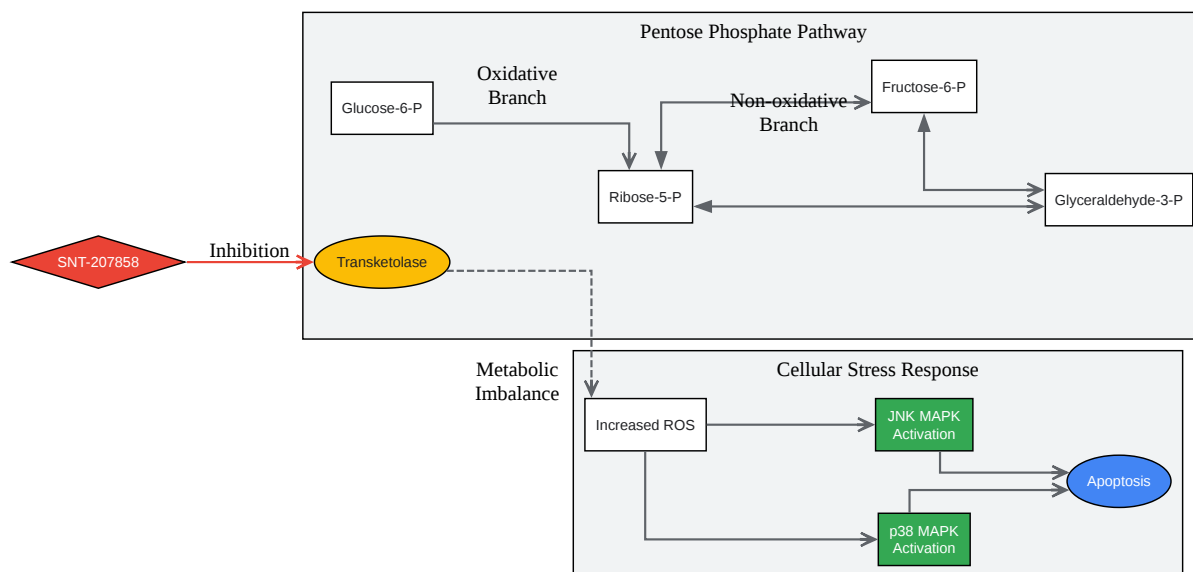 Pentose Phosphate Pathway
Oxidative
Branch
Glucose-6-P
Non-oxidative
Branch
Fructose-6-P
Ribose-5-P
Glyceraldehyde-3-P
SNT-207858
Inhibition
Transketolase
Metabolic
Imbalance
Cellular Stress Response
Increased ROS
JNK MAPK
Activation
Apoptosis
p38 MAPK
Activation